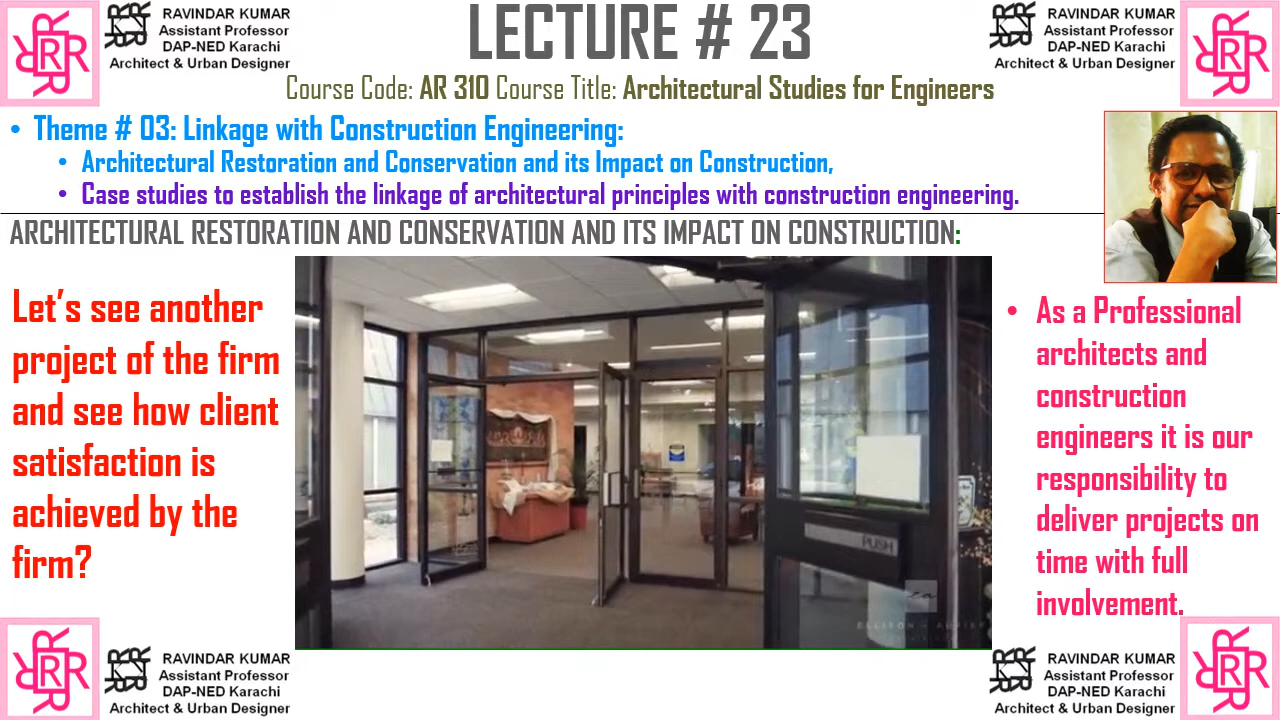 RAVINDAR KUMAR
Assistant Professor
DAP-NED Karachi
Architect & Urban Designer
LECTURE # 23
RAVINDAR KUMAR
Assistant Professor
DAP-NED Karachi
Architect & Urban Designer
Course Code: AR 310 Course Title: Architectural Studies for Engineers
• Theme # 03: Linkage with Construction Engineering:
• Architectural Restoration and Conservation and its Impact on Construction,
• Case studies to establish the linkage of architectural principles with construction engineering.
ARCHITECTURAL RESTORATION AND CONSERVATION AND ITS IMPACT ON CONSTRUCTION:
Let's see another
project of the firm
and see how client
satisfaction is
achieved by the
firm?
PUSH
• As a Professional
architects and
construction
engineers it is our
responsibility to
deliver projects on
time with full
involvement.
RAVINDAR KUMAR
Assistant Professor
DAP-NED Karachi
Architect & Urban Designer
RAVINDAR KUMAR
Assistant Professor
DAP-NED Karachi
Architect & Urban Designer